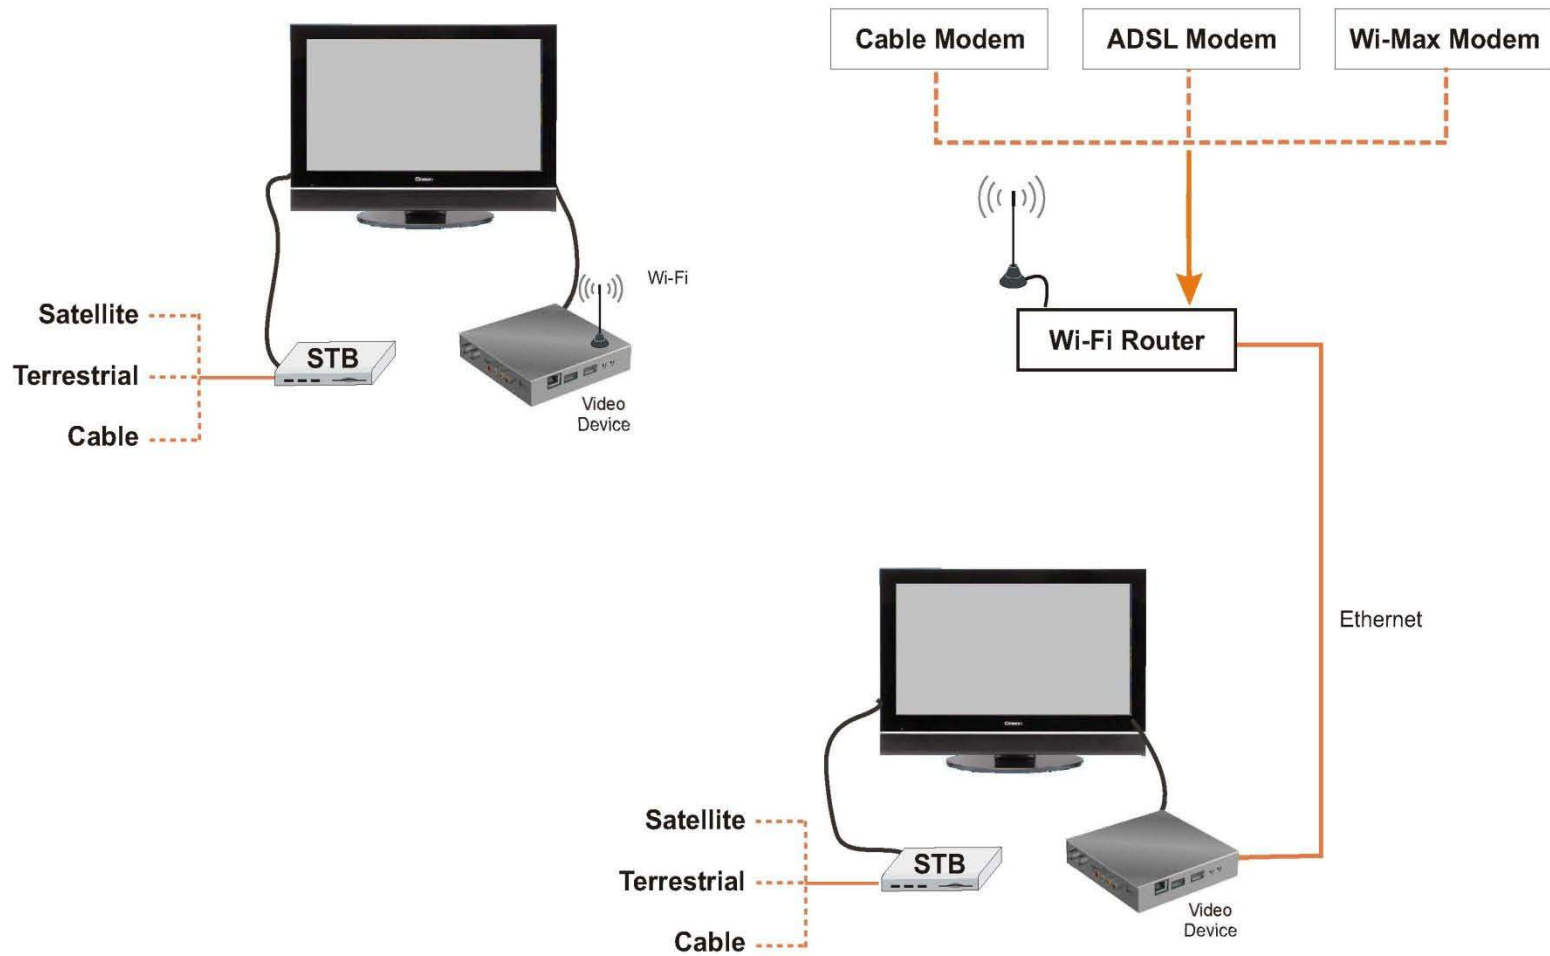 Cable Modem
ADSL Modem
Wi-Max Modem
Wi-Fi
Satellite
STB
Terrestrial
Cable
Video
Device
Wi-Fi Router
Ethernet
Satellite
STB
Terrestrial
Cable
Video
Device